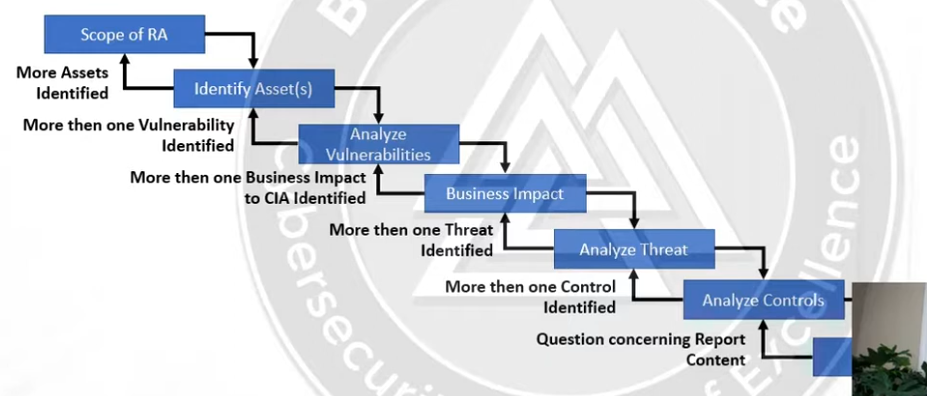 Scope of RA
More Assets
Identified
Identify Asset(s)
More then one Vulnerability
Identified
Analyze
Vulnerabilities
More then one Business Impact
to CIA Identified
Business Impact
More then one Threat
Identified
Analyze Threat
More then one Control
Identified
Analyze Controls
Question concerning Report
Content